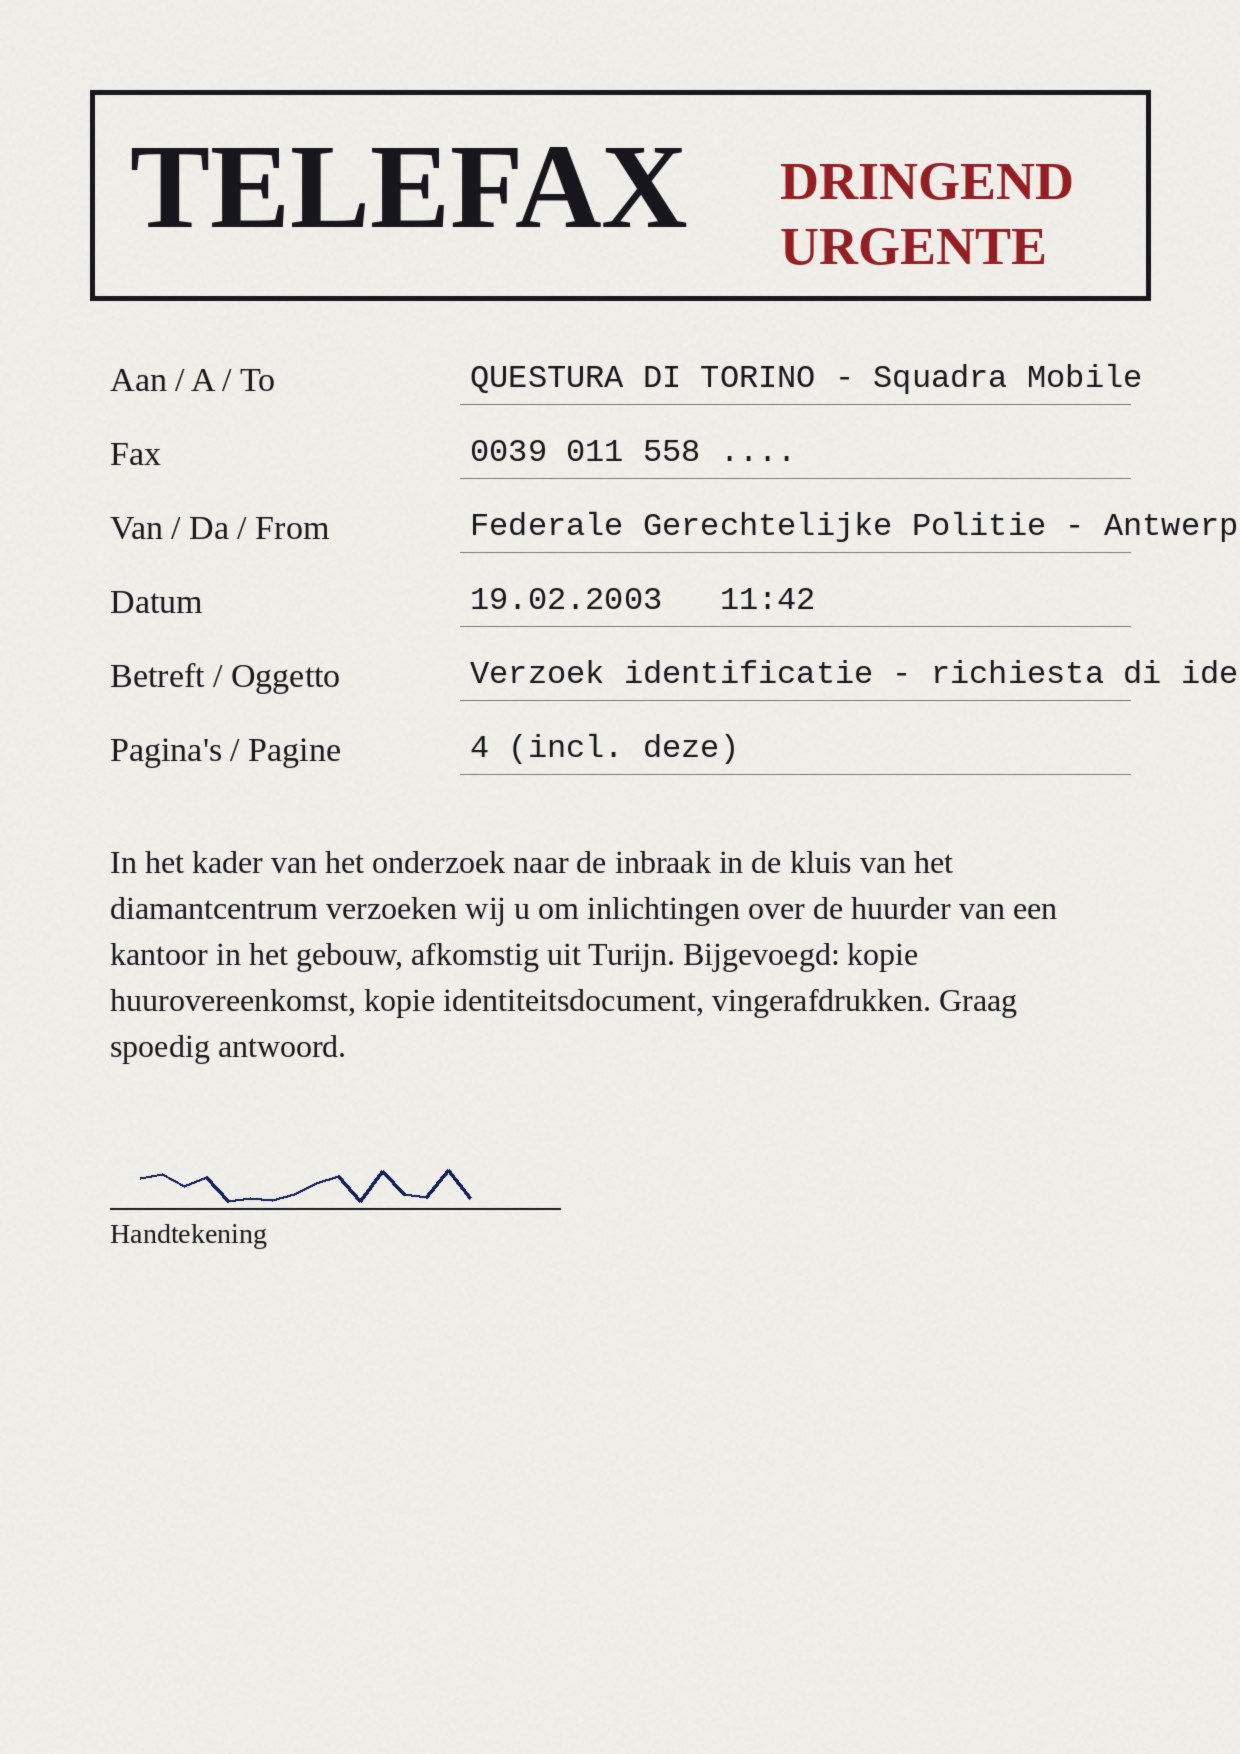 TELEFAX
DRINGEND
URGENTE
Aan / A / To QUESTURA DI TORINO - Squadra Mobile
Fax 0039 011 558 ....
Van / Da / From Federale Gerechtelijke Politie - Antwerp
Datum 19.02.2003 11:42
Betreft / Oggetto Verzoek identificatie - richiesta di ide
Pagina's / Pagine 4 (incl. deze)
In het kader van het onderzoek naar de inbraak in de kluis van het
diamantcentrum verzoeken wij u om inlichtingen over de huurder van een
kantoor in het gebouw, afkomstig uit Turijn. Bijgevoegd: kopie
huurovereenkomst, kopie identiteitsdocument, vingerafdrukken. Graag
spoedig antwoord.
Handtekening